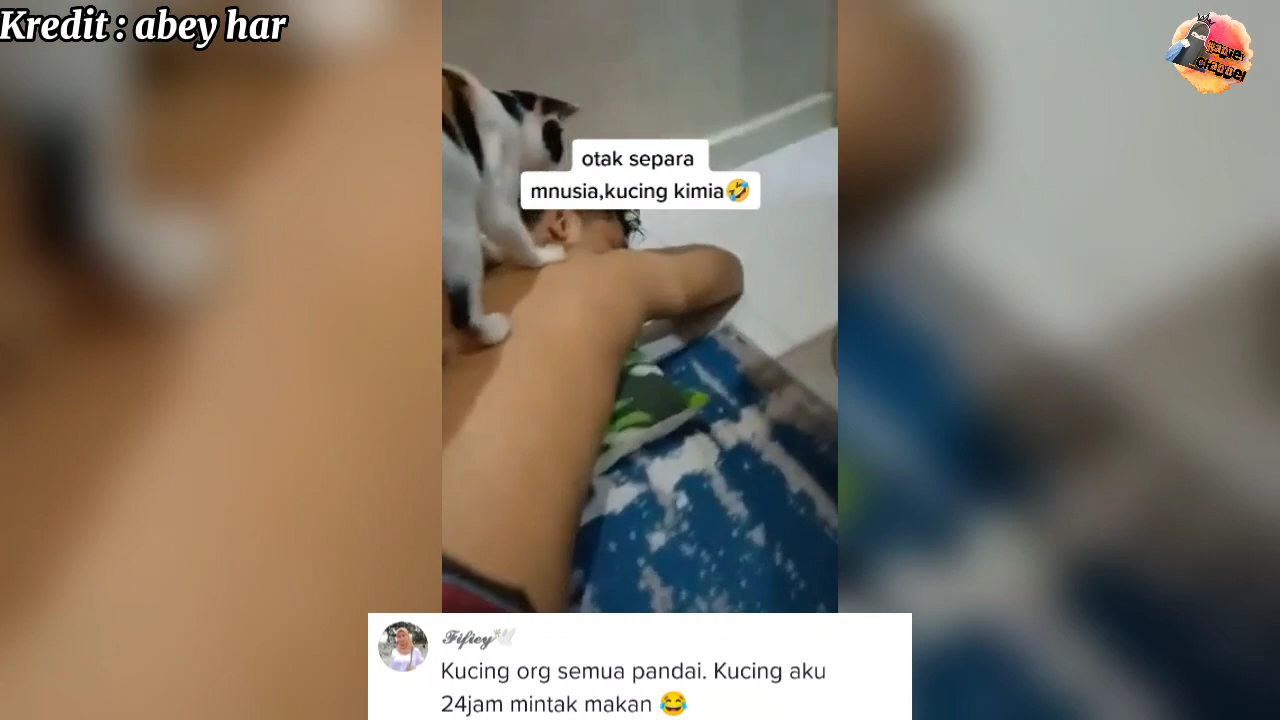 Kredit : abey har
otak separa
mnusia,kucing kimia🤣
Fifiey🕊
Kucing org semua pandai. Kucing aku
24jam mintak makan 😂